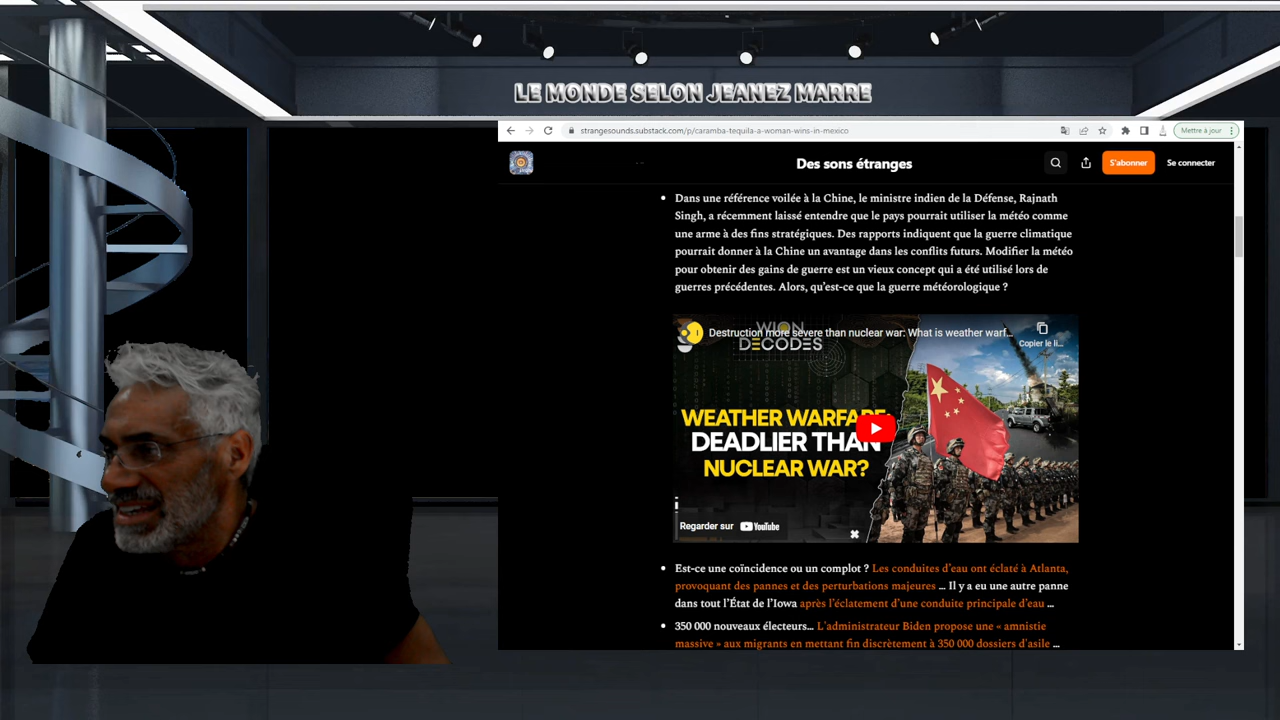 LE MONDE SELON JEANEZ MARRE
strangesounds.substack.com/p/caramba-tequila-a-woman-wins-in-mexico
Mettre à jour
Des sons étranges
S'abonner
Se connecter
Dans une référence voilée à la Chine, le ministre indien de la Défense, Rajnath
Singh, a récemment laissé entendre que le pays pourrait utiliser la météo comme
une arme à des fins stratégiques. Des rapports indiquent que la guerre climatique
pourrait donner à la Chine un avantage dans les conflits futurs. Modifier la météo
pour obtenir des gains de guerre est un vieux concept qui a été utilisé lors de
guerres précédentes. Alors, qu'est-ce que la guerre météorologique ?
Destruction more severe than nuclear war: What is weather warf...
Copier le li...
WION
DECODES
WEATHER WARFARE:
DEADLIER THAN
NUCLEAR WAR?
Regarder sur YouTube
Est-ce une coïncidence ou un complot ? Les conduites d'eau ont éclaté à Atlanta,
provoquant des pannes et des perturbations majeures ... Il y a eu une autre panne
dans tout l'État de l'Iowa après l'éclatement d'une conduite principale d'eau ...
350 000 nouveaux électeurs... L'administrateur Biden propose une « amnistie
massive » aux migrants en mettant fin discrètement à 350 000 dossiers d'asile ...